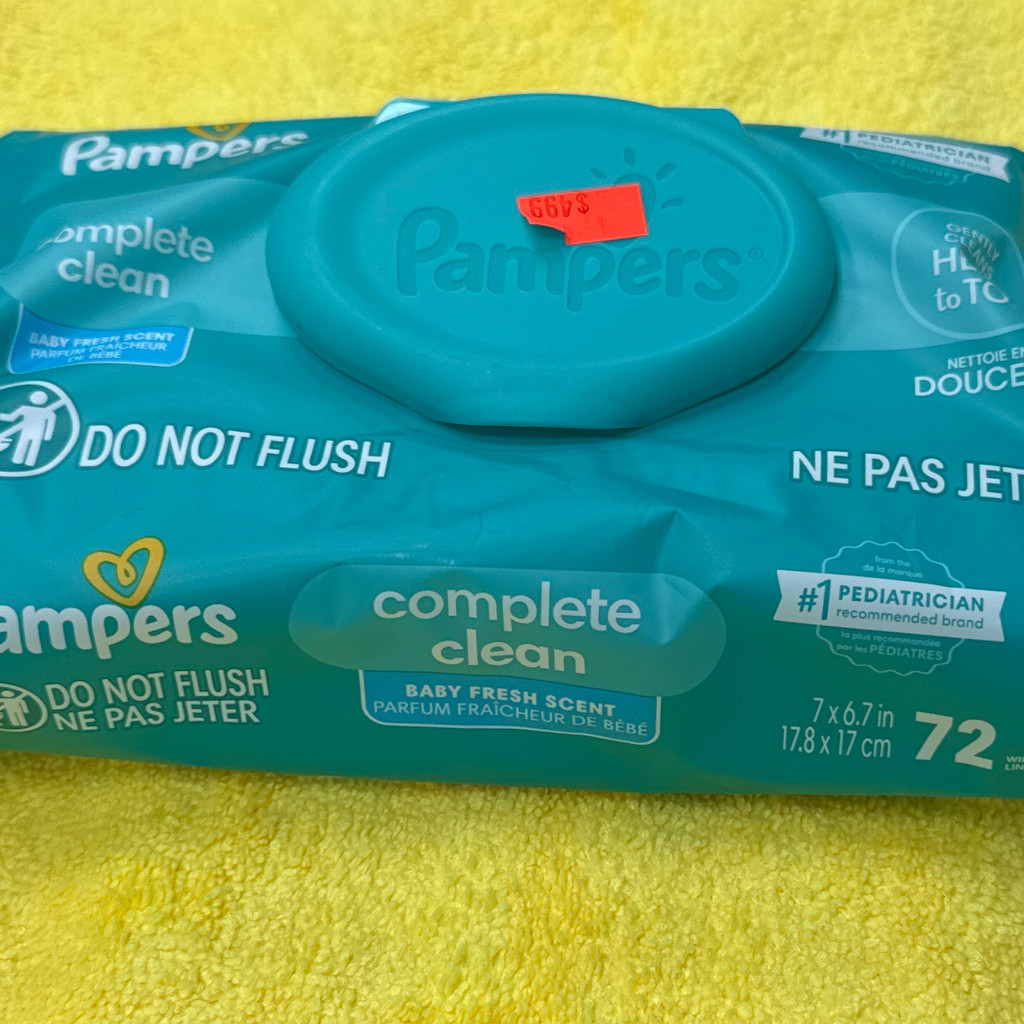 Pampers
#1 PEDIATRICIAN
recommended brand
PÉDIATRES
$499
Pampers®
omplete
clean
GENTLY
CLEANS
to TO
BABY FRESH SCENT
PARFUM FRAÎCHEUR
DE BÉBÉ
NETTOIE EN
DOUCE
DO NOT FLUSH
NE PAS JET
ampers
complete
clean
from the
de la marque
#1 PEDIATRICIAN
recommended brand
la plus recommandée
par les PÉDIATRES
DO NOT FLUSH
NE PAS JETER
BABY FRESH SCENT
PARFUM FRAÎCHEUR DE BÉBÉ
7 x 6.7 in
17.8 x 17 cm
72